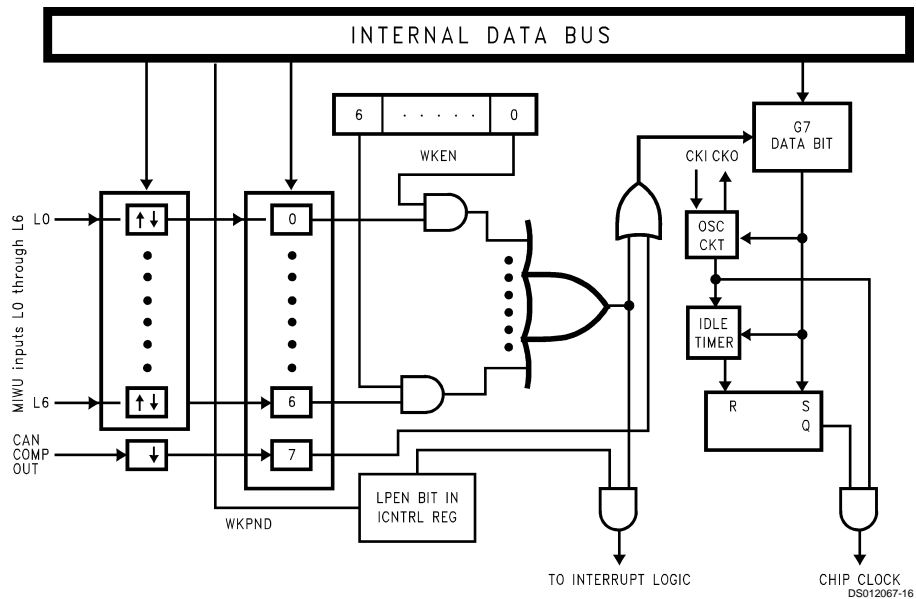 INTERNAL DATA BUS
6 · · · · · 0
WKEN
G7
DATA BIT
CKI CKO
MIWU inputs L0 through L6
L0
0
OSC
CKT
IDLE
TIMER
L6
6
R S
Q
CAN
COMP
OUT
7
LPEN BIT IN
ICNTRL REG
WKPND
TO INTERRUPT LOGIC
CHIP CLOCK
DS012067-16